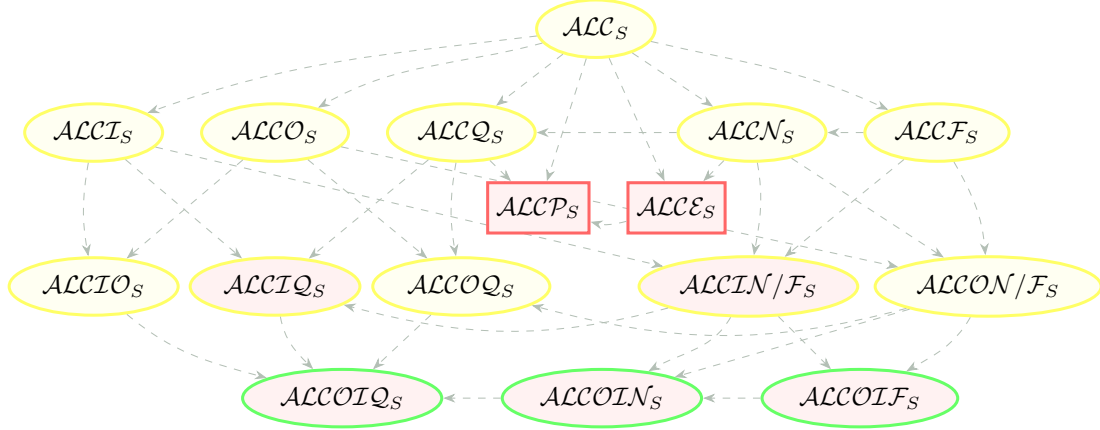 𝒜ℒ𝒞_S
𝒜ℒ𝒞ℐ_S
𝒜ℒ𝒞𝒪_S
𝒜ℒ𝒞𝒬_S
𝒜ℒ𝒞𝒩_S
𝒜ℒ𝒞ℱ_S
𝒜ℒ𝒞𝒫_S
𝒜ℒ𝒞ℰ_S
𝒜ℒ𝒞ℐ𝒪_S
𝒜ℒ𝒞ℐ𝒬_S
𝒜ℒ𝒞𝒪𝒬_S
𝒜ℒ𝒞ℐ𝒩/ℱ_S
𝒜ℒ𝒞𝒪𝒩/ℱ_S
𝒜ℒ𝒞𝒪ℐ𝒬_S
𝒜ℒ𝒞𝒪ℐ𝒩_S
𝒜ℒ𝒞𝒪ℐℱ_S